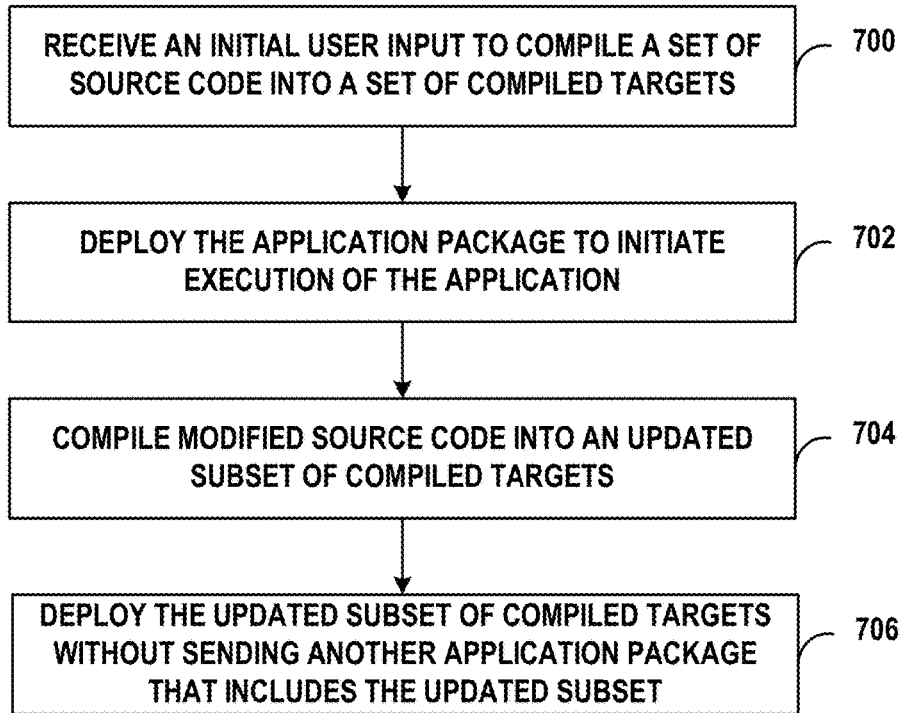 RECEIVE AN INITIAL USER INPUT TO COMPILE A SET OF
SOURCE CODE INTO A SET OF COMPILED TARGETS
700
DEPLOY THE APPLICATION PACKAGE TO INITIATE
EXECUTION OF THE APPLICATION
702
COMPILE MODIFIED SOURCE CODE INTO AN UPDATED
SUBSET OF COMPILED TARGETS
704
DEPLOY THE UPDATED SUBSET OF COMPILED TARGETS
WITHOUT SENDING ANOTHER APPLICATION PACKAGE
THAT INCLUDES THE UPDATED SUBSET
706